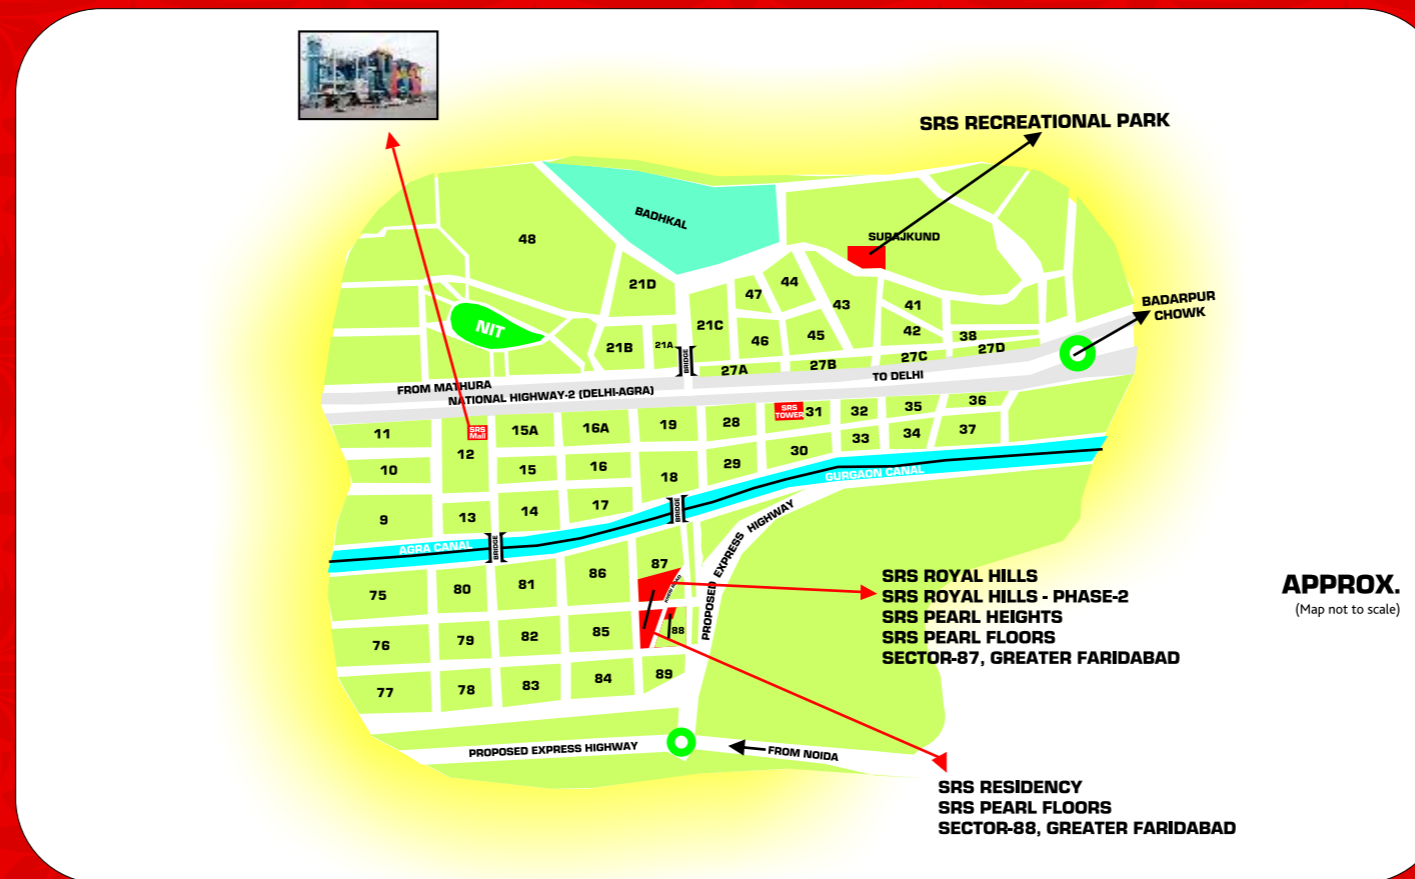 SRS RECREATIONAL PARK
BADHKAL
48
SURAJKUND
21D
47
44
43
41
BADARPUR
CHOWK
NIT
21B
21A
21C
46
45
42
38
BRIDGE
27A
27B
27C
27D
FROM MATHURA
NATIONAL HIGHWAY-2 (DELHI-AGRA)
TO DELHI
11
SRS
Mall
12
15A
16A
19
28
SRS
TOWER
31
32
35
36
10
15
16
18
29
30
33
34
37
9
13
14
17
BRIDGE
GURGAON CANAL
AGRA CANAL
BRIDGE
PROPOSED EXPRESS HIGHWAY
75
80
81
86
87
SRS ROYAL HILLS
SRS ROYAL HILLS - PHASE-2
SRS PEARL HEIGHTS
SRS PEARL FLOORS
SECTOR-87, GREATER FARIDABAD
APPROX.
(Map not to scale)
76
79
82
85
88
77
78
83
84
89
PROPOSED EXPRESS HIGHWAY
FROM NOIDA
SRS RESIDENCY
SRS PEARL FLOORS
SECTOR-88, GREATER FARIDABAD